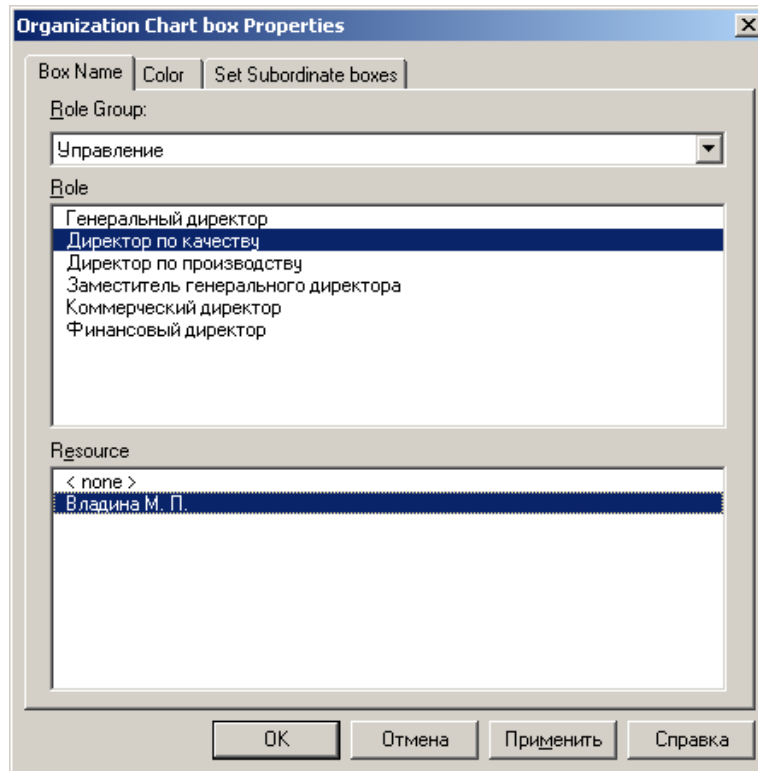 Organization Chart box Properties
Box Name Color Set Subordinate boxes
Role Group:
Управление
Role
Генеральный директор
Директор по качеству
Директор по производству
Заместитель генерального директора
Коммерческий директор
Финансовый директор
Resource
< none >
Владина М. П.
OK Отмена Применить Справка